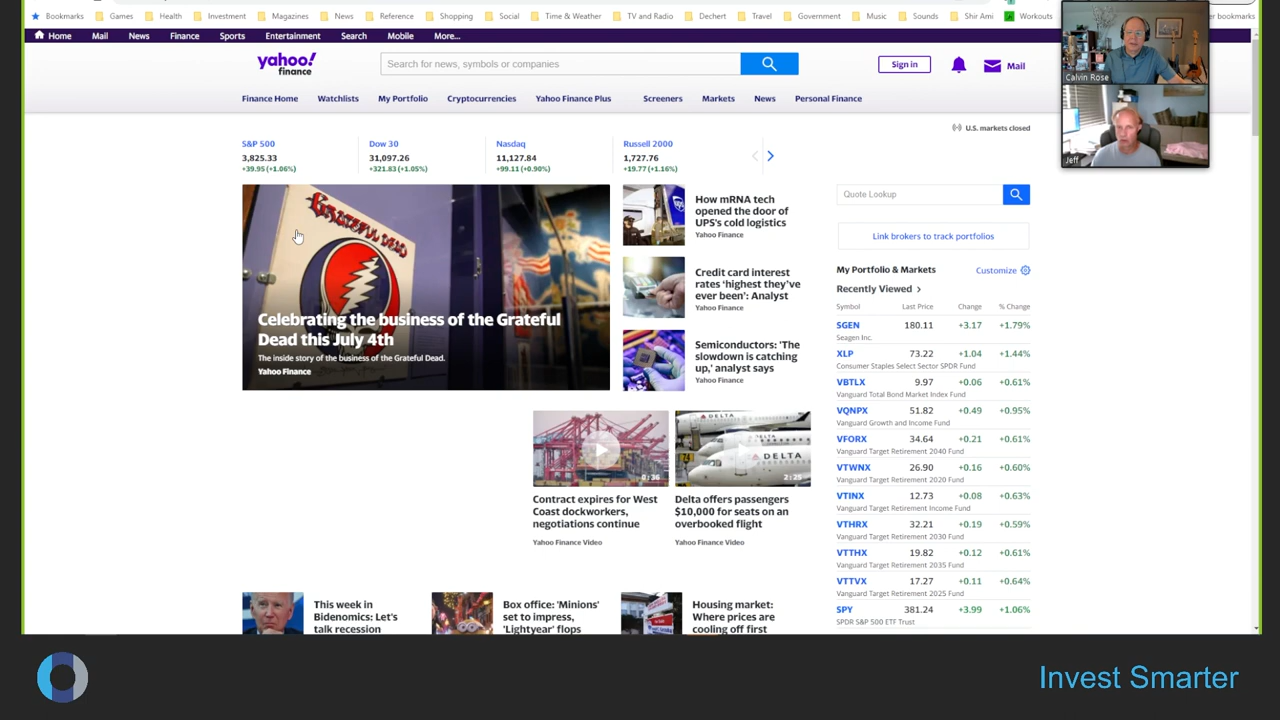 Bookmarks Games Health Investment Magazines News Reference Shopping Social Time & Weather TV and Radio Dechert Travel Government Music Sounds Shir Ami Workouts er bookmarks
Home Mail News Finance Sports Entertainment Search Mobile More...
yahoo!
finance
Search for news, symbols or companies
Sign in
Mail
Finance Home Watchlists My Portfolio Cryptocurrencies Yahoo Finance Plus Screeners Markets News Personal Finance
Calvin Rose
Jeff
U.S. markets closed
S&P 500 Dow 30 Nasdaq Russell 2000
3,825.33 31,097.26 11,127.84 1,727.76
+39.95 (+1.06%) +321.83 (+1.05%) +99.11 (+0.90%) +19.77 (+1.16%)
GRATEFUL DEAD
Celebrating the business of the Grateful
Dead this July 4th
The inside story of the business of the Grateful Dead.
Yahoo Finance
How mRNA tech
opened the door of
UPS's cold logistics
Yahoo Finance
Credit card interest
rates 'highest they've
ever been': Analyst
Yahoo Finance
Semiconductors: 'The
slowdown is catching
up,' analyst says
Yahoo Finance
DELTA
DELTA
0:36
2:25
Contract expires for West
Coast dockworkers,
negotiations continue
Yahoo Finance Video
Delta offers passengers
$10,000 for seats on an
overbooked flight
Yahoo Finance Video
This week in
Bidenomics: Let's
talk recession
Box office: 'Minions'
set to impress,
'Lightyear' flops
Housing market:
Where prices are
cooling off first
Quote Lookup
Link brokers to track portfolios
My Portfolio & Markets Customize
Recently Viewed >
Symbol Last Price Change % Change
SGEN 180.11 +3.17 +1.79%
Seagen Inc.
XLP 73.22 +1.04 +1.44%
Consumer Staples Select Sector SPDR Fund
VBTLX 9.97 +0.06 +0.61%
Vanguard Total Bond Market Index Fund
VQNPX 51.82 +0.49 +0.95%
Vanguard Growth and Income Fund
VFORX 34.64 +0.21 +0.61%
Vanguard Target Retirement 2040 Fund
VTWNX 26.90 +0.16 +0.60%
Vanguard Target Retirement 2020 Fund
VTINX 12.73 +0.08 +0.63%
Vanguard Target Retirement Income Fund
VTHRX 32.21 +0.19 +0.59%
Vanguard Target Retirement 2030 Fund
VTTHX 19.82 +0.12 +0.61%
Vanguard Target Retirement 2035 Fund
VTTVX 17.27 +0.11 +0.64%
Vanguard Target Retirement 2025 Fund
SPY 381.24 +3.99 +1.06%
SPDR S&P 500 ETF Trust
Invest Smarter